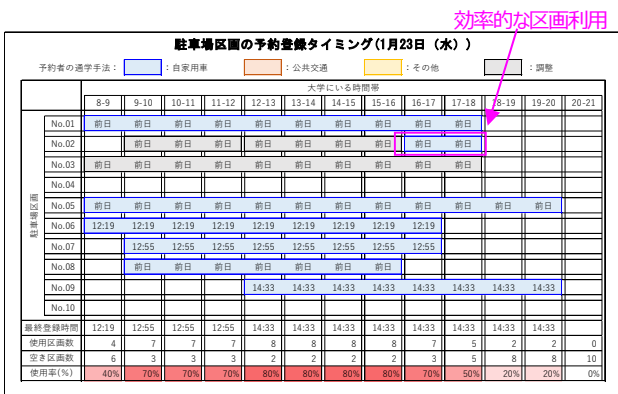 効率的な区画利用
駐車場区画の予約登録タイミング(1月23日（水）)
予約者の通学手法： ：自家用車 ：公共交通 ：その他 ：調整
大学にいる時間帯
8-9 9-10 10-11 11-12 12-13 13-14 14-15 15-16 16-17 17-18 18-19 19-20 20-21
駐車場区画
No.01 前日 前日 前日 前日 前日 前日 前日 前日 前日 前日
No.02 前日 前日 前日 前日 前日 前日 前日 前日 前日
No.03 前日 前日 前日 前日 前日 前日 前日 前日 前日 前日
No.04
No.05 前日 前日 前日 前日 前日 前日 前日 前日 前日 前日 前日 前日
No.06 12:19 12:19 12:19 12:19 12:19 12:19 12:19 12:19 12:19
No.07 12:55 12:55 12:55 12:55 12:55 12:55 12:55 12:55
No.08 前日 前日 前日 前日 前日 前日 前日
No.09 14:33 14:33 14:33 14:33 14:33 14:33 14:33 14:33
No.10
最終登録時間 12:19 12:55 12:55 12:55 14:33 14:33 14:33 14:33 14:33 14:33 14:33 14:33
使用区画数 4 7 7 7 8 8 8 8 7 5 2 2 0
空き区画数 6 3 3 3 2 2 2 2 3 5 8 8 10
使用率(%) 40% 70% 70% 70% 80% 80% 80% 80% 70% 50% 20% 20% 0%